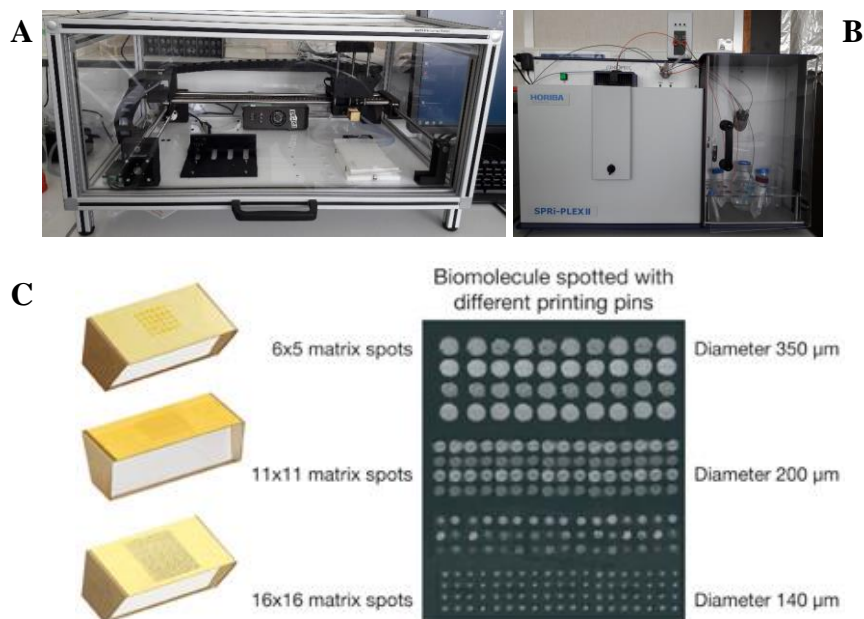 A
B
HORIBA
SPRi-PLEX II
C
Biomolecule spotted with
different printing pins
6x5 matrix spots
Diameter 350 µm
11x11 matrix spots
Diameter 200 µm
16x16 matrix spots
Diameter 140 µm